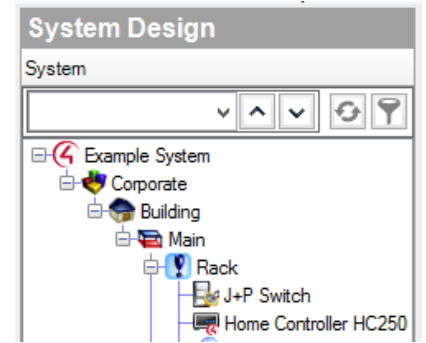 System Design
System
Example System
Corporate
Building
Main
Rack
J+P Switch
Home Controller HC250